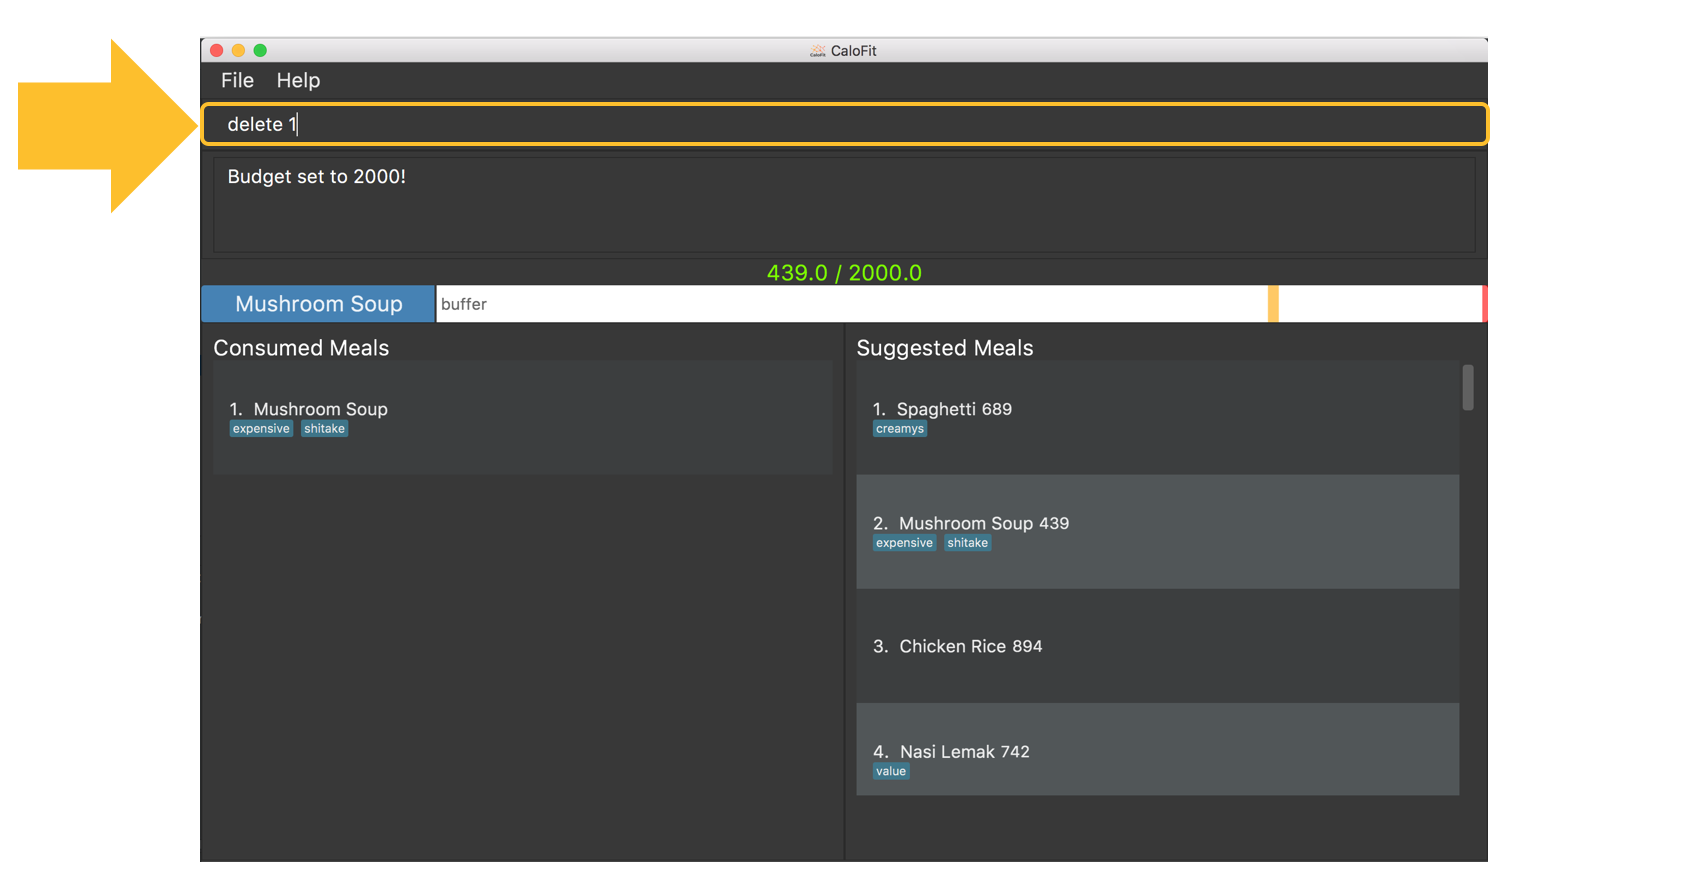 CaloFit
File Help
delete 1
Budget set to 2000!
439.0 / 2000.0
Mushroom Soup buffer
Consumed Meals
1. Mushroom Soup
expensive shitake
Suggested Meals
1. Spaghetti 689
creamys
2. Mushroom Soup 439
expensive shitake
3. Chicken Rice 894
4. Nasi Lemak 742
value